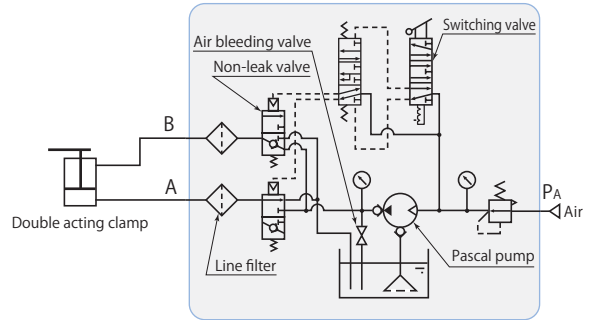 Switching valve
Air bleeding valve
Non-leak valve
B
A
PA
Air
Double acting clamp
Line filter
Pascal pump